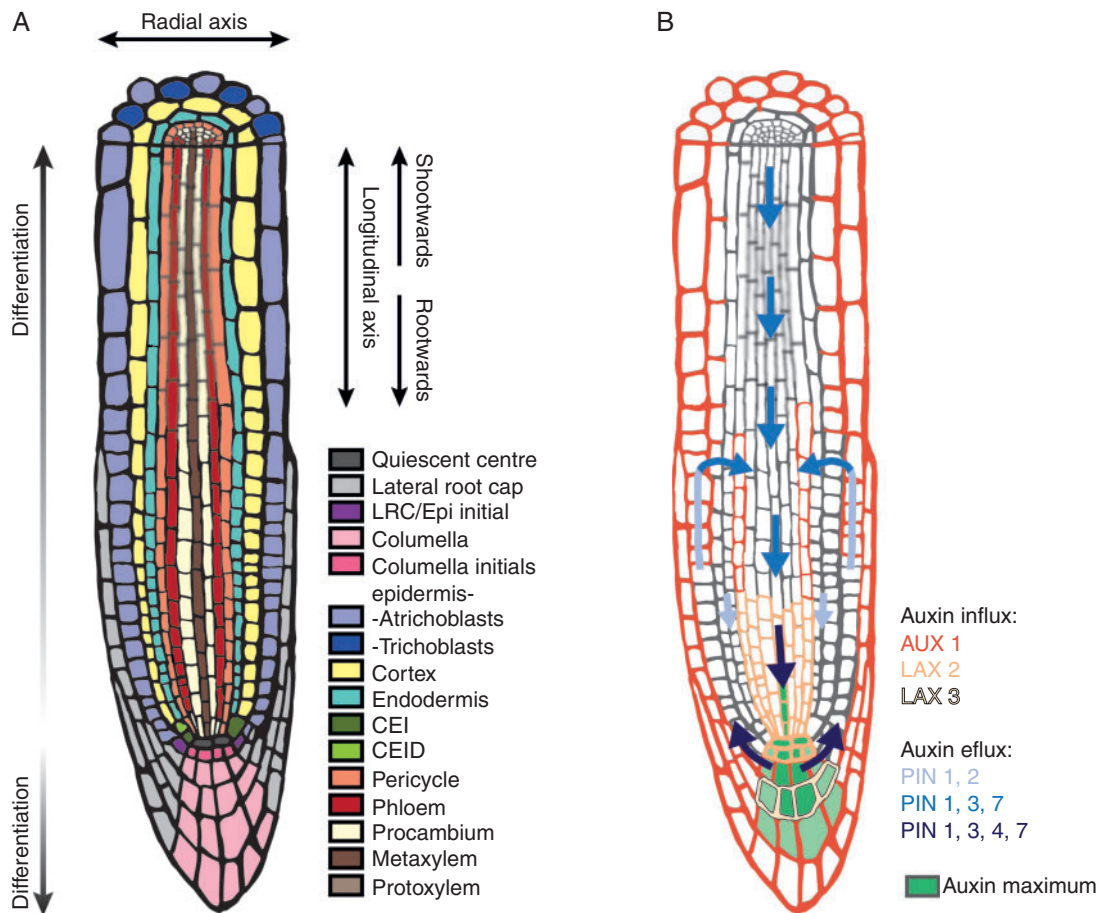 A
Radial axis
Differentiation
Differentiation
Longitudinal axis
Shootwards
Rootwards
Quiescent centre
Lateral root cap
LRC/Epi initial
Columella
Columella initials
epidermis-
-Atrichoblasts
-Trichoblasts
Cortex
Endodermis
CEI
CEID
Pericycle
Phloem
Procambium
Metaxylem
Protoxylem
B
Auxin influx:
AUX 1
LAX 2
LAX 3
Auxin eflux:
PIN 1, 2
PIN 1, 3, 7
PIN 1, 3, 4, 7
Auxin maximum